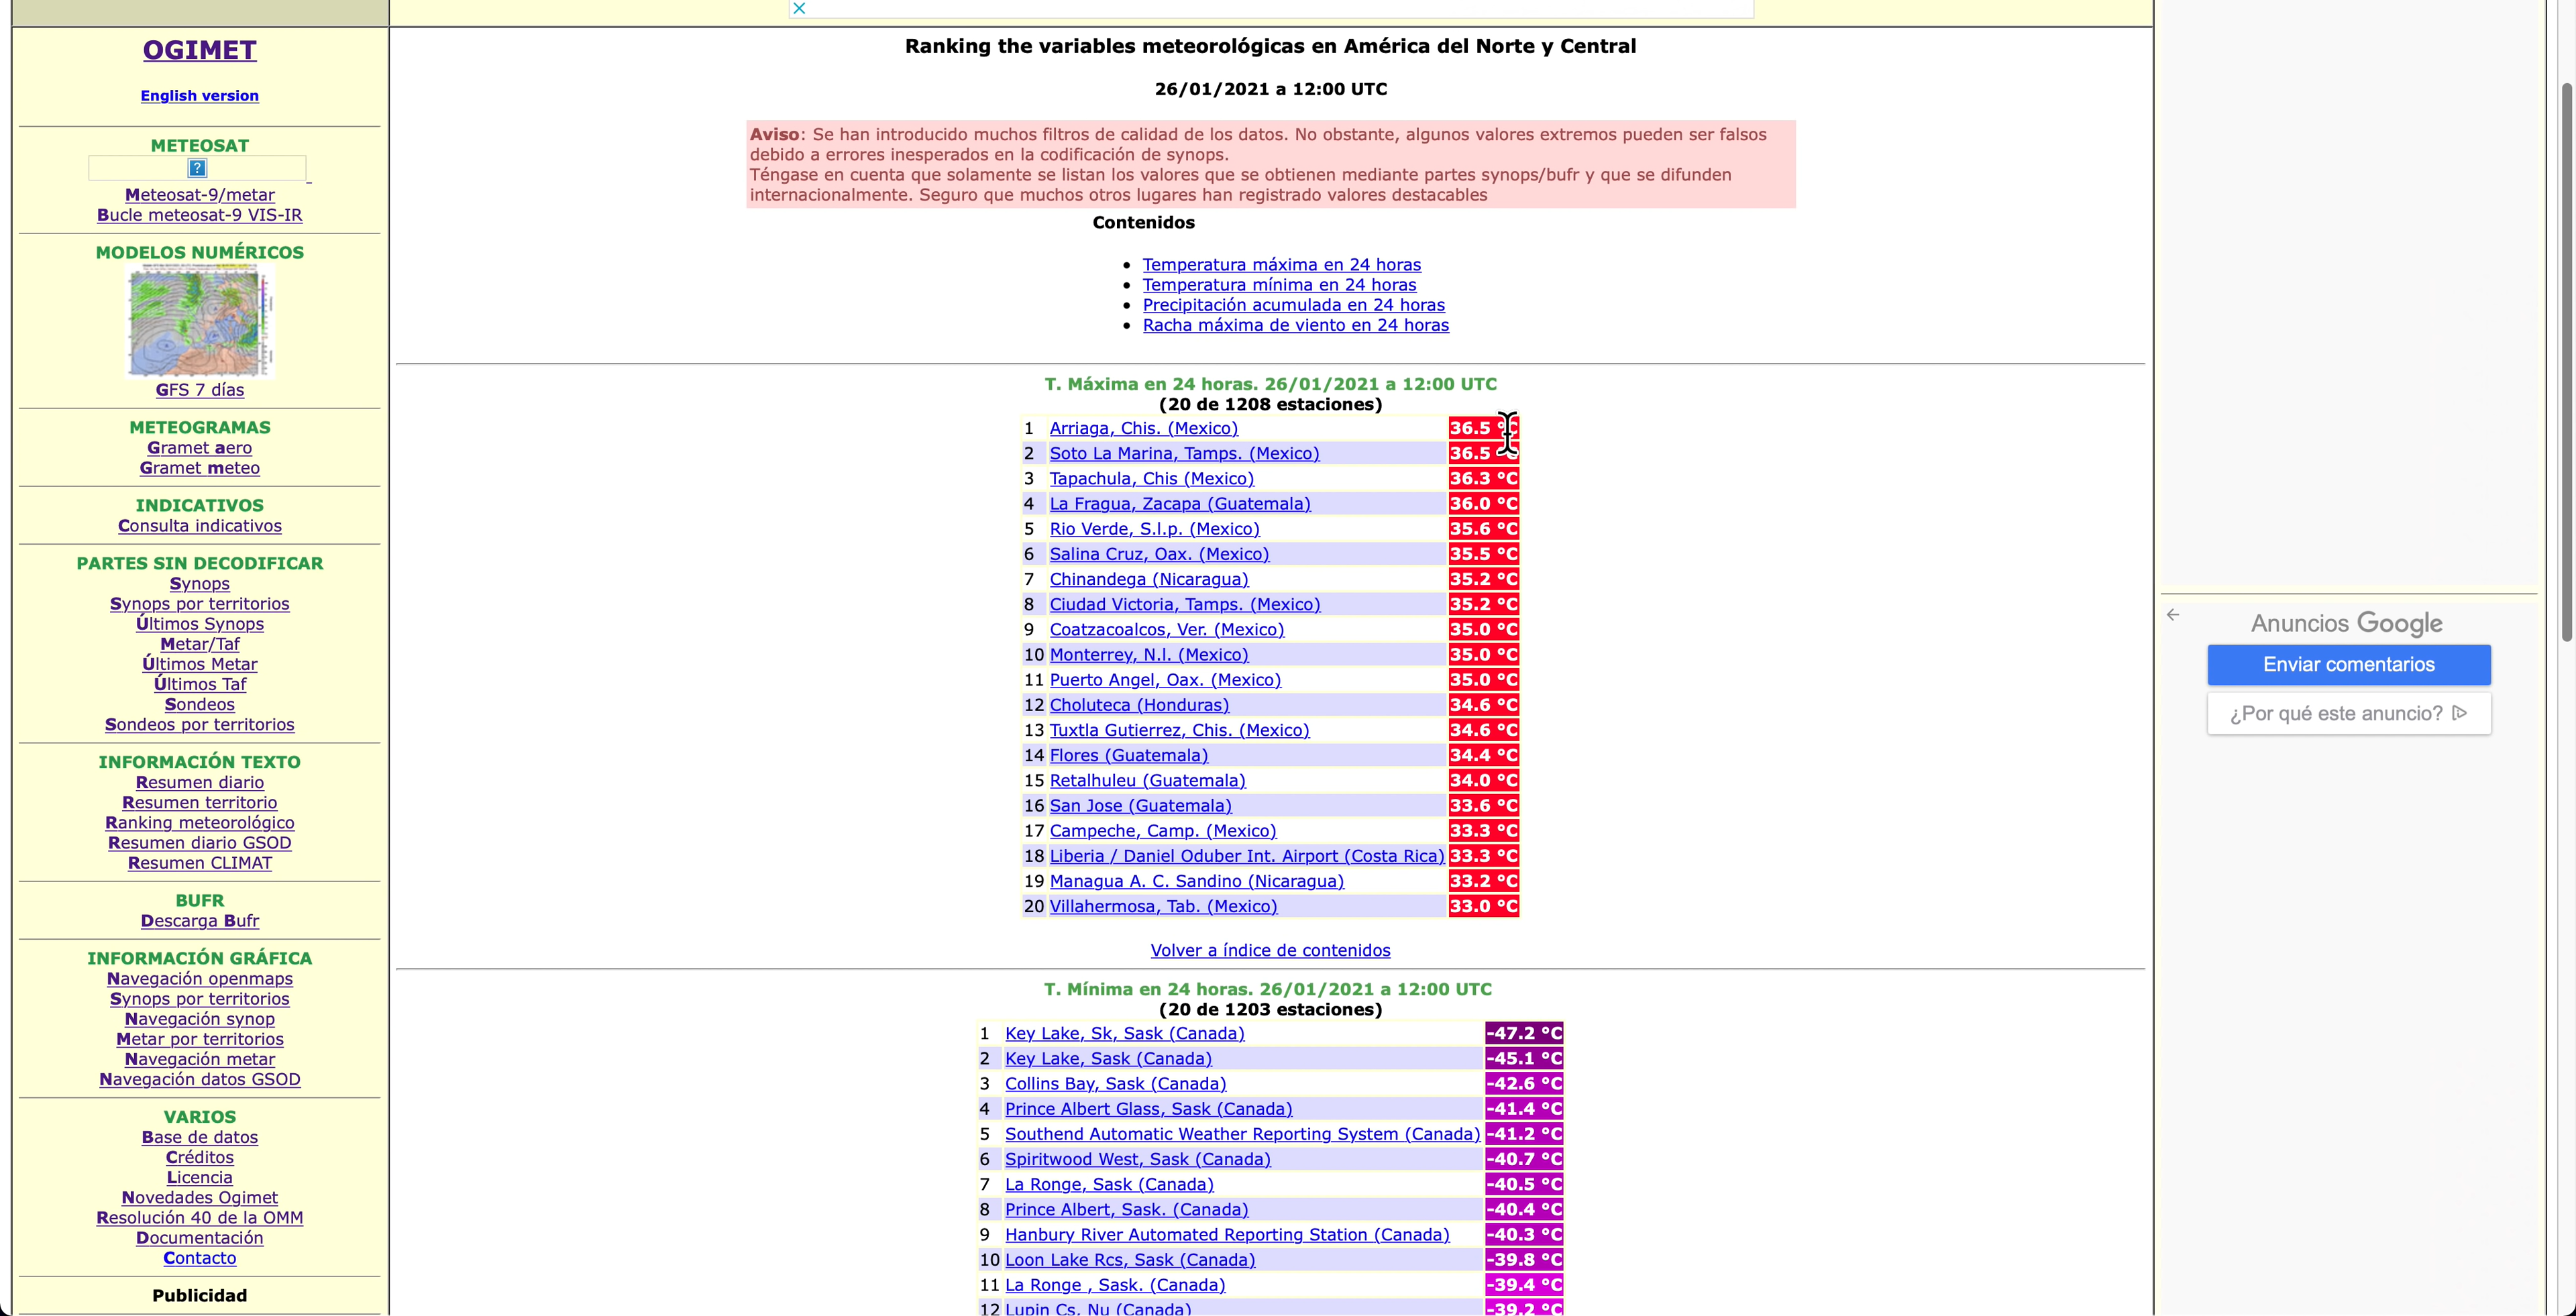 OGIMET
English version
METEOSAT
Meteosat-9/metar
Bucle meteosat-9 VIS-IR
MODELOS NUMÉRICOS
GFS 7 días
METEOGRAMAS
Gramet aero
Gramet meteo
INDICATIVOS
Consulta indicativos
PARTES SIN DECODIFICAR
Synops
Synops por territorios
Últimos Synops
Metar/Taf
Últimos Metar
Últimos Taf
Sondeos
Sondeos por territorios
INFORMACIÓN TEXTO
Resumen diario
Resumen territorio
Ranking meteorológico
Resumen diario GSOD
Resumen CLIMAT
BUFR
Descarga Bufr
INFORMACIÓN GRÁFICA
Navegación openmaps
Synops por territorios
Navegación synop
Metar por territorios
Navegación metar
Navegación datos GSOD
VARIOS
Base de datos
Créditos
Licencia
Novedades Ogimet
Resolución 40 de la OMM
Documentación
Contacto
Publicidad
Ranking the variables meteorológicas en América del Norte y Central
26/01/2021 a 12:00 UTC
Aviso: Se han introducido muchos filtros de calidad de los datos. No obstante, algunos valores extremos pueden ser falsos
debido a errores inesperados en la codificación de synops.
Téngase en cuenta que solamente se listan los valores que se obtienen mediante partes synops/bufr y que se difunden
internacionalmente. Seguro que muchos otros lugares han registrado valores destacables
Contenidos
• Temperatura máxima en 24 horas
• Temperatura mínima en 24 horas
• Precipitación acumulada en 24 horas
• Racha máxima de viento en 24 horas
T. Máxima en 24 horas. 26/01/2021 a 12:00 UTC
(20 de 1208 estaciones)
1 Arriaga, Chis. (Mexico) 36.5 °C
2 Soto La Marina, Tamps. (Mexico) 36.5 °C
3 Tapachula, Chis (Mexico) 36.3 °C
4 La Fragua, Zacapa (Guatemala) 36.0 °C
5 Rio Verde, S.l.p. (Mexico) 35.6 °C
6 Salina Cruz, Oax. (Mexico) 35.5 °C
7 Chinandega (Nicaragua) 35.2 °C
8 Ciudad Victoria, Tamps. (Mexico) 35.2 °C
9 Coatzacoalcos, Ver. (Mexico) 35.0 °C
10 Monterrey, N.l. (Mexico) 35.0 °C
11 Puerto Angel, Oax. (Mexico) 35.0 °C
12 Choluteca (Honduras) 34.6 °C
13 Tuxtla Gutierrez, Chis. (Mexico) 34.6 °C
14 Flores (Guatemala) 34.4 °C
15 Retalhuleu (Guatemala) 34.0 °C
16 San Jose (Guatemala) 33.6 °C
17 Campeche, Camp. (Mexico) 33.3 °C
18 Liberia / Daniel Oduber Int. Airport (Costa Rica) 33.3 °C
19 Managua A. C. Sandino (Nicaragua) 33.2 °C
20 Villahermosa, Tab. (Mexico) 33.0 °C
Volver a índice de contenidos
T. Mínima en 24 horas. 26/01/2021 a 12:00 UTC
(20 de 1203 estaciones)
1 Key Lake, Sk, Sask (Canada) -47.2 °C
2 Key Lake, Sask (Canada) -45.1 °C
3 Collins Bay, Sask (Canada) -42.6 °C
4 Prince Albert Glass, Sask (Canada) -41.4 °C
5 Southend Automatic Weather Reporting System (Canada) -41.2 °C
6 Spiritwood West, Sask (Canada) -40.7 °C
7 La Ronge, Sask (Canada) -40.5 °C
8 Prince Albert, Sask. (Canada) -40.4 °C
9 Hanbury River Automated Reporting Station (Canada) -40.3 °C
10 Loon Lake Rcs, Sask (Canada) -39.8 °C
11 La Ronge , Sask. (Canada) -39.4 °C
12 Lupin Cs, Nu (Canada) -39.2 °C
Anuncios Google
Enviar comentarios
¿Por qué este anuncio?